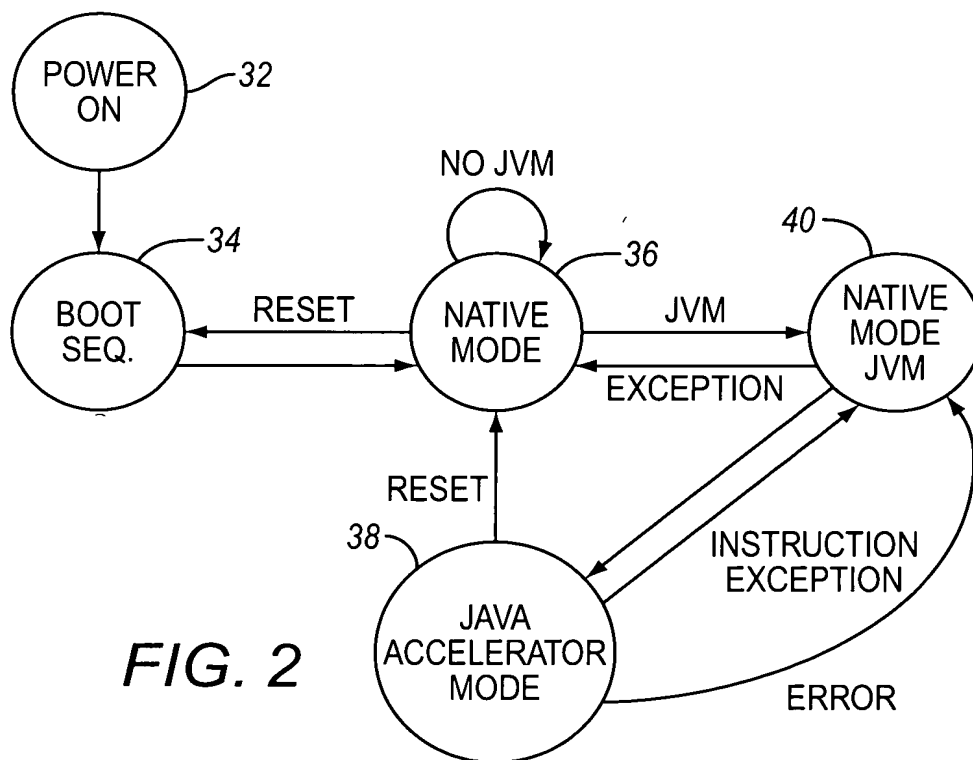 POWER
ON
32
NO JVM
34
36
40
BOOT
SEQ.
RESET
NATIVE
MODE
JVM
EXCEPTION
NATIVE
MODE
JVM
RESET
38
INSTRUCTION
EXCEPTION
JAVA
ACCELERATOR
MODE
ERROR
FIG. 2